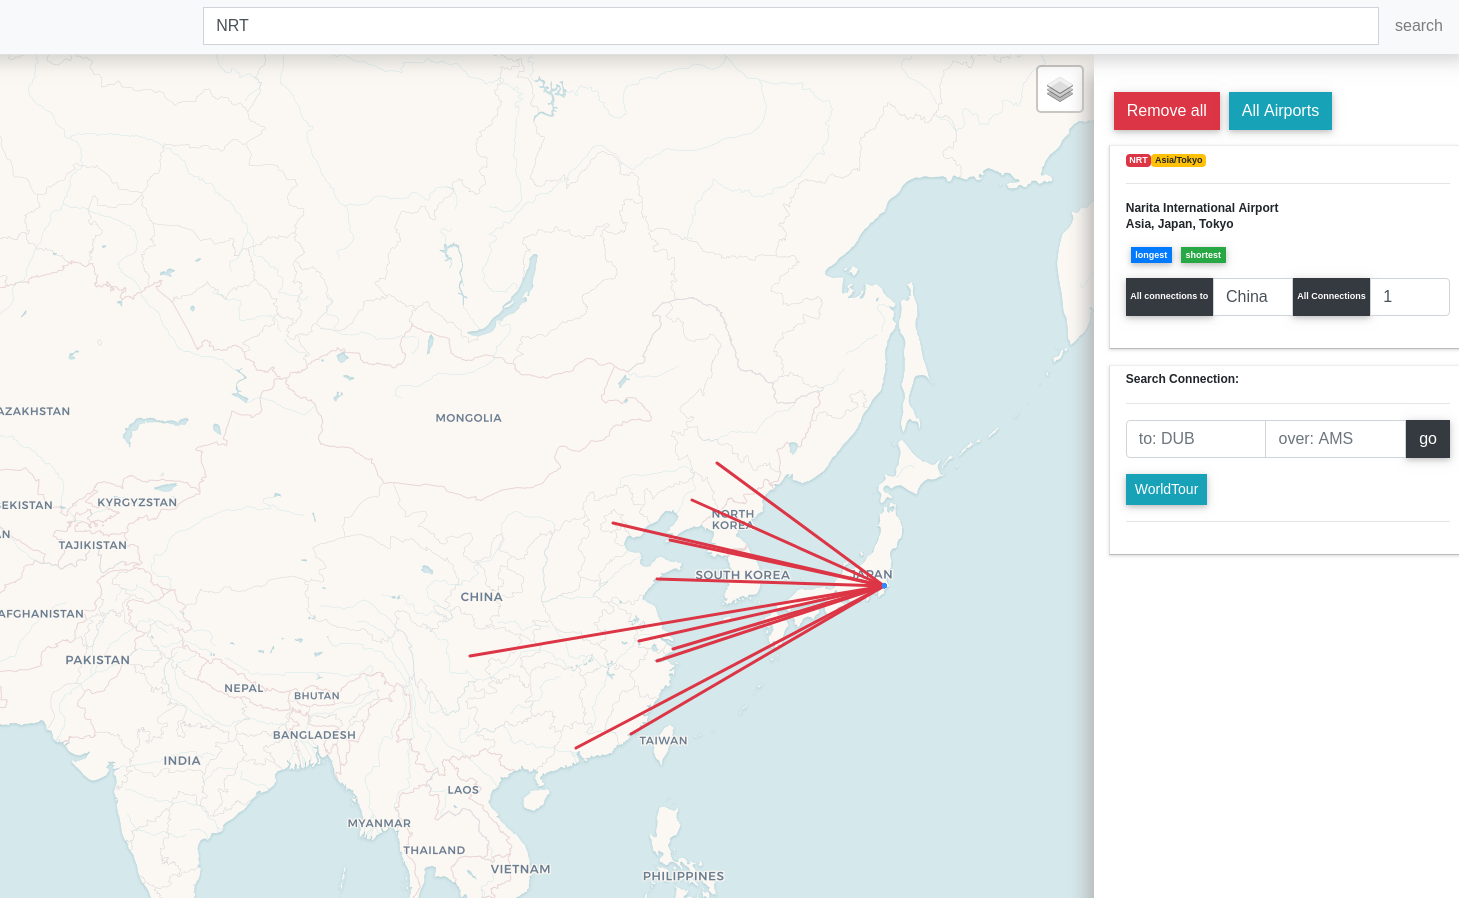 NRT
search
Remove all
All Airports
NRT Asia/Tokyo
Narita International Airport
Asia, Japan, Tokyo
longest shortest
All connections to China All Connections 1
Search Connection:
to: DUB over: AMS go
WorldTour
AZAKHSTAN
MONGOLIA
KYRGYZSTAN
EKISTAN
NORTH
KOREA
AN
TAJIKISTAN
SOUTH KOREA
JAPAN
CHINA
AFGHANISTAN
PAKISTAN
NEPAL
BHUTAN
BANGLADESH
TAIWAN
INDIA
LAOS
MYANMAR
THAILAND
VIETNAM
PHILIPPINES